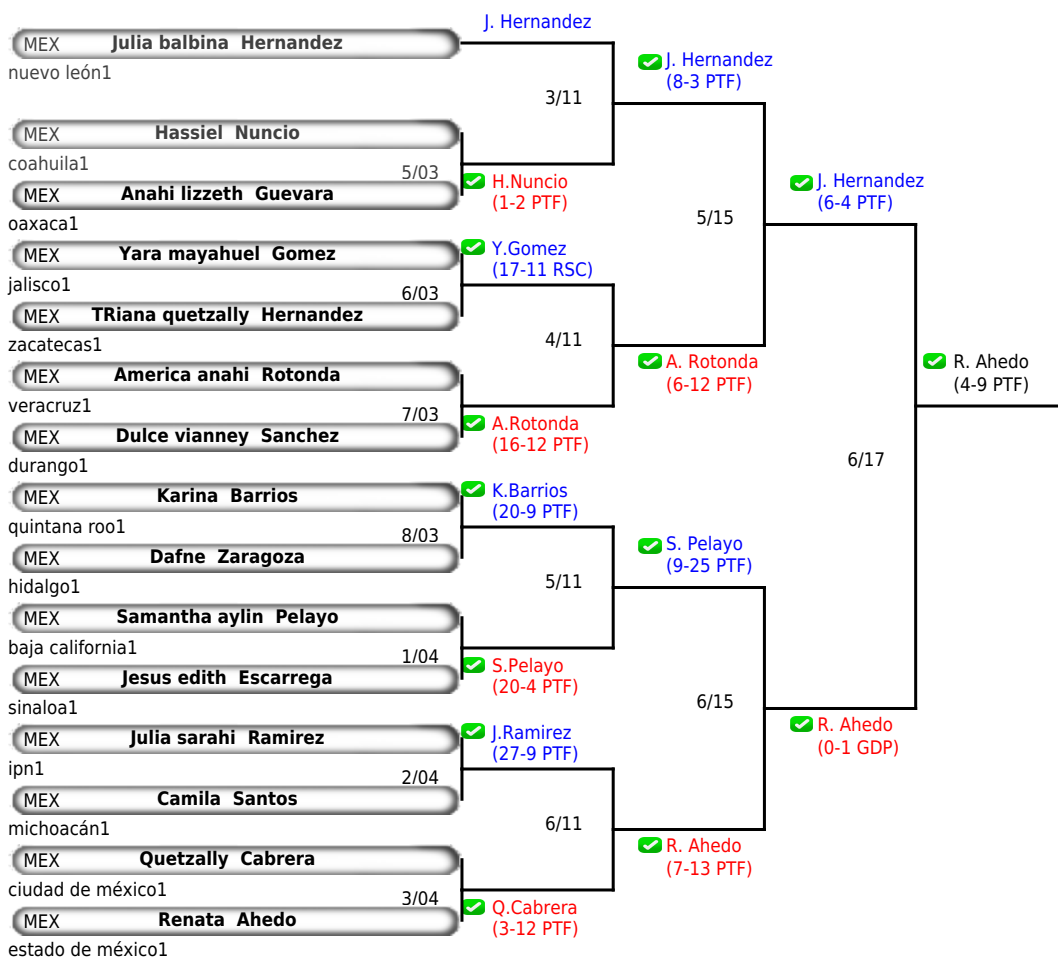 J. Hernandez
MEX Julia balbina  Hernandez
nuevo león1
J. Hernandez
(8-3 PTF)
3/11
MEX Hassiel  Nuncio
coahuila1
5/03
H.Nuncio
(1-2 PTF)
MEX Anahi lizzeth  Guevara
oaxaca1
J. Hernandez
(6-4 PTF)
5/15
MEX Yara mayahuel  Gomez
jalisco1
Y.Gomez
(17-11 RSC)
6/03
MEX TRiana quetzally  Hernandez
zacatecas1
4/11
A. Rotonda
(6-12 PTF)
MEX America anahi  Rotonda
veracruz1
7/03
A.Rotonda
(16-12 PTF)
MEX Dulce vianney  Sanchez
durango1
R. Ahedo
(4-9 PTF)
6/17
MEX Karina  Barrios
quintana roo1
K.Barrios
(20-9 PTF)
8/03
MEX Dafne  Zaragoza
hidalgo1
S. Pelayo
(9-25 PTF)
5/11
MEX Samantha aylin  Pelayo
baja california1
1/04
S.Pelayo
(20-4 PTF)
MEX Jesus edith  Escarrega
sinaloa1
6/15
R. Ahedo
(0-1 GDP)
MEX Julia sarahi  Ramirez
ipn1
J.Ramirez
(27-9 PTF)
2/04
MEX Camila  Santos
michoacán1
6/11
R. Ahedo
(7-13 PTF)
MEX Quetzally  Cabrera
ciudad de méxico1
3/04
Q.Cabrera
(3-12 PTF)
MEX Renata  Ahedo
estado de méxico1